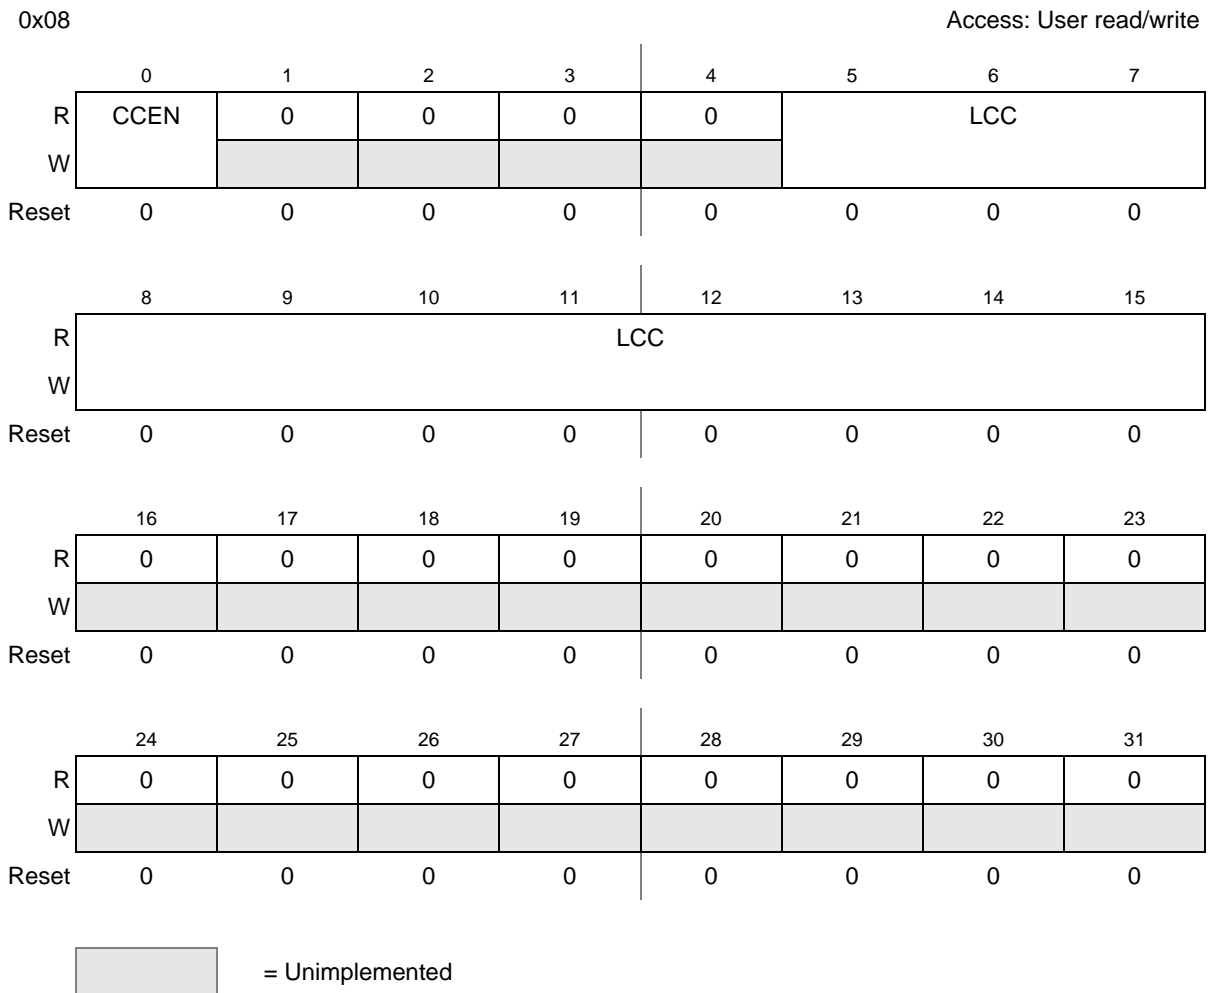 0x08 Access: User read/write
0 1 2 3 4 5 6 7
R CCEN 0 0 0 0 LCC
W
Reset 0 0 0 0 0 0 0 0
8 9 10 11 12 13 14 15
R LCC
W
Reset 0 0 0 0 0 0 0 0
16 17 18 19 20 21 22 23
R 0 0 0 0 0 0 0 0
W
Reset 0 0 0 0 0 0 0 0
24 25 26 27 28 29 30 31
R 0 0 0 0 0 0 0 0
W
Reset 0 0 0 0 0 0 0 0
= Unimplemented